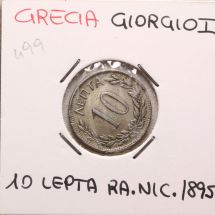 GRECIA GIORGIO I
499
ΛΕΠΤΑ
10
10 LEPTA RA.NIC./1895